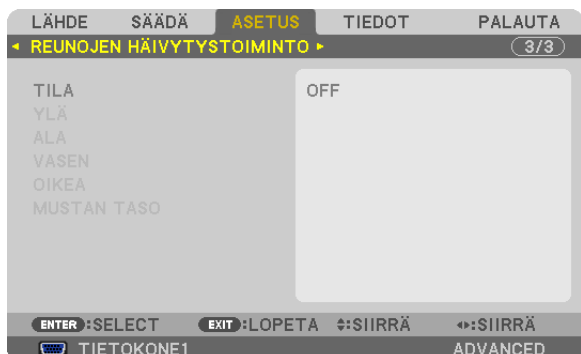 LÄHDE SÄÄDÄ ASETUS TIEDOT PALAUTA
REUNOJEN HÄIVYTYSTOIMINTO 3/3
TILA OFF
YLÄ
ALA
VASEN
OIKEA
MUSTAN TASO
ENTER :SELECT EXIT :LOPETA :SIIRRÄ :SIIRRÄ
TIETOKONE1 ADVANCED